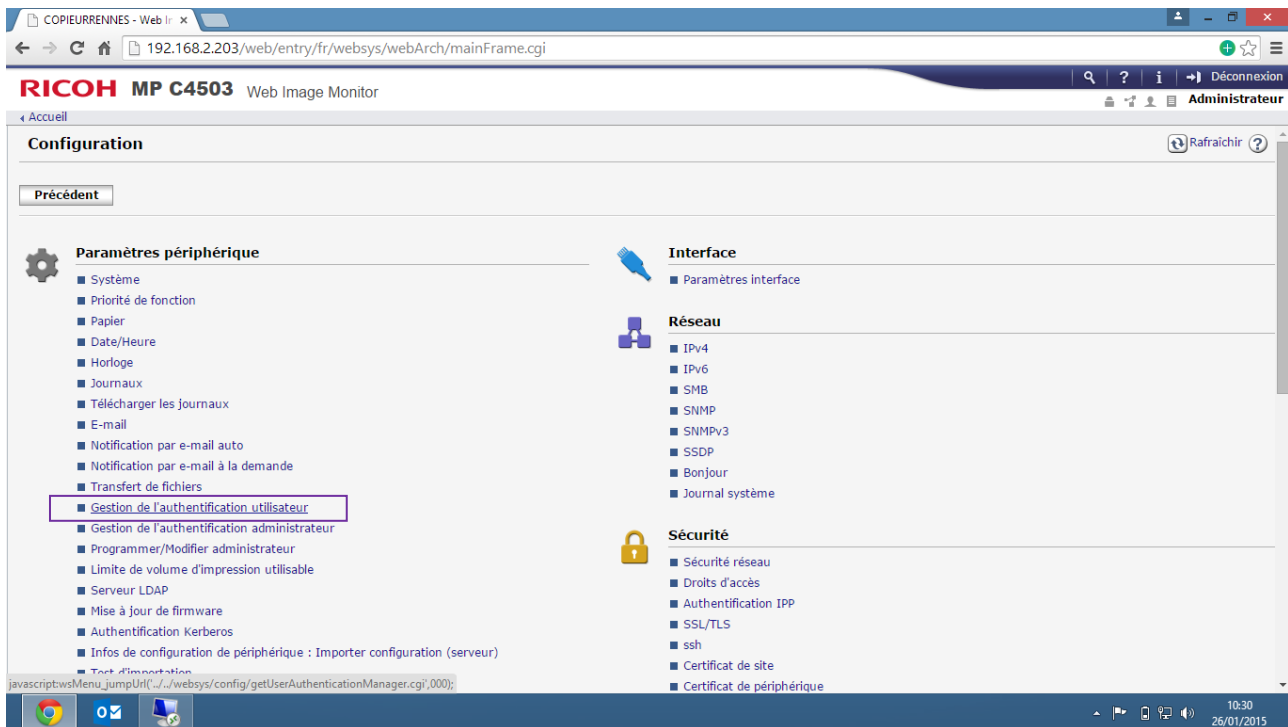 COPIEURRENNES - Web Ir
192.168.2.203/web/entry/fr/websys/webArch/mainFrame.cgi
RICOH MP C4503 Web Image Monitor
? i Déconnexion
Administrateur
Accueil
Configuration
Rafraîchir ?
Précédent
Paramètres périphérique
Système
Priorité de fonction
Papier
Date/Heure
Horloge
Journaux
Télécharger les journaux
E-mail
Notification par e-mail auto
Notification par e-mail à la demande
Transfert de fichiers
Gestion de l'authentification utilisateur
Gestion de l'authentification administrateur
Programmer/Modifier administrateur
Limite de volume d'impression utilisable
Serveur LDAP
Mise à jour de firmware
Authentification Kerberos
Infos de configuration de périphérique : Importer configuration (serveur)
Test d'importation
Interface
Paramètres interface
Réseau
IPv4
IPv6
SMB
SNMP
SNMPv3
SSDP
Bonjour
Journal système
Sécurité
Sécurité réseau
Droits d'accès
Authentification IPP
SSL/TLS
ssh
Certificat de site
Certificat de périphérique
javascript:wsMenu_jumpUrl('../../websys/config/getUserAuthenticationManager.cgi',000);
10:30
26/01/2015